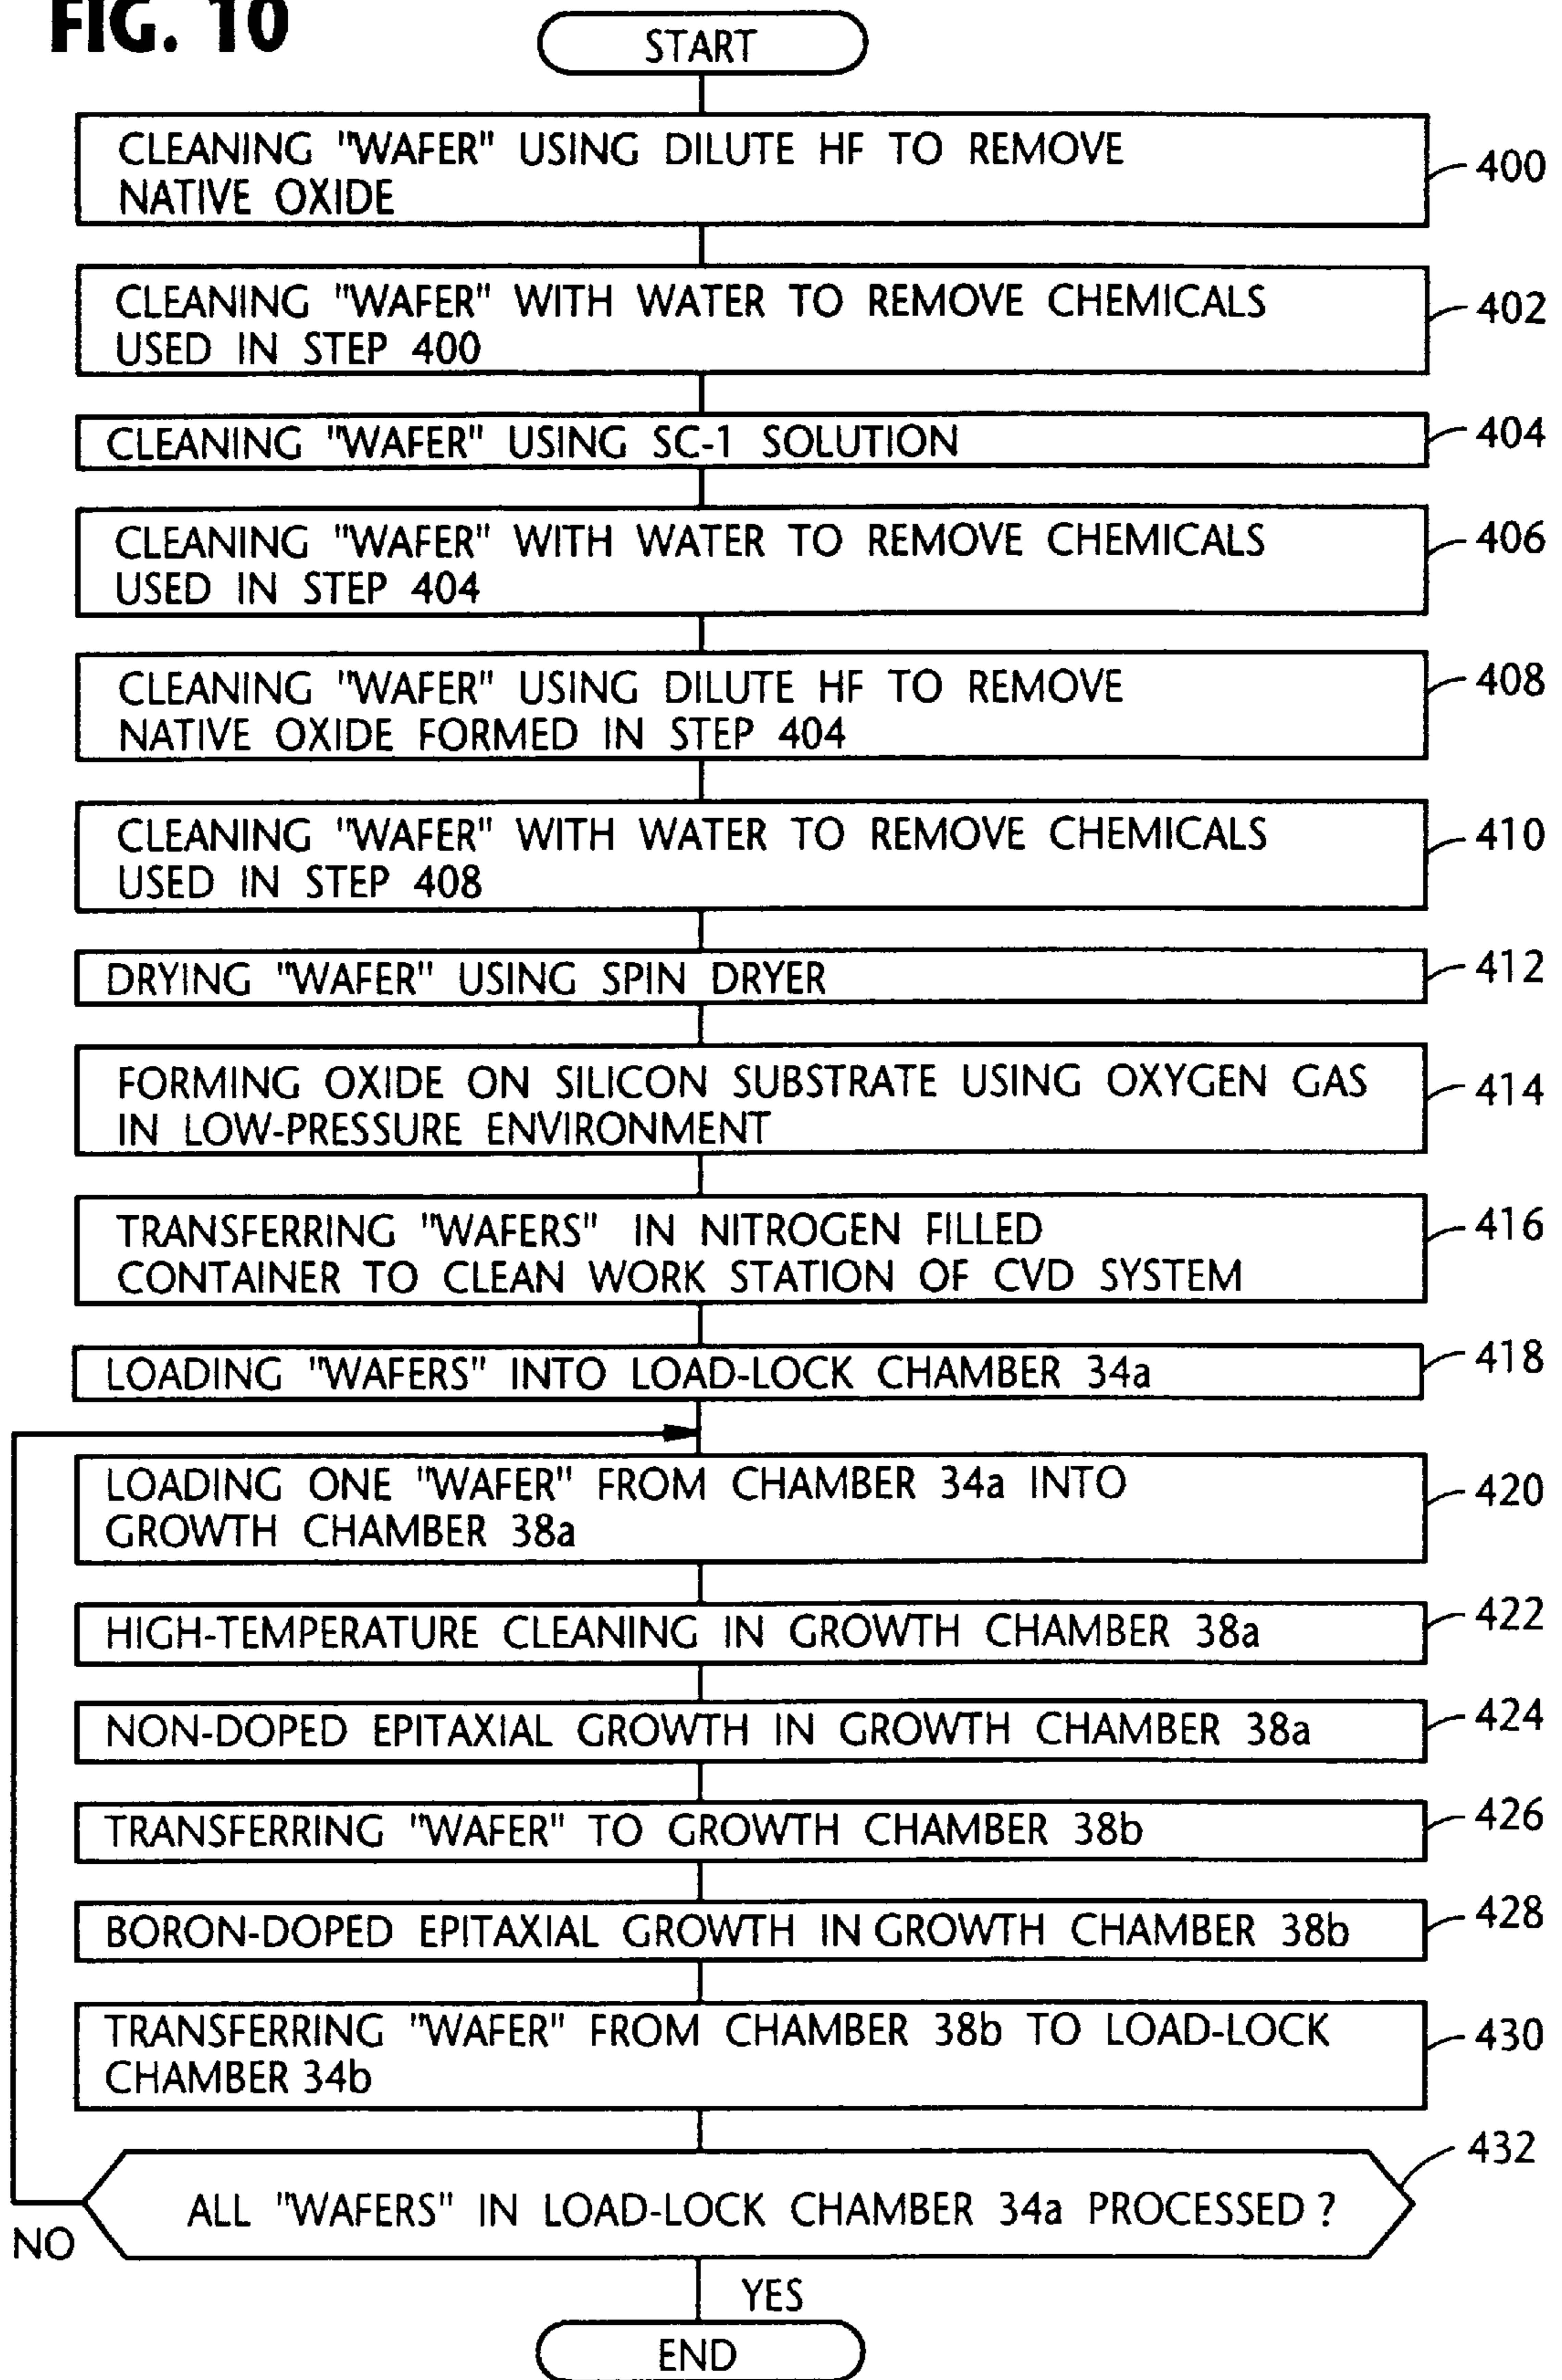 FIG. 10
START
CLEANING "WAFER" USING DILUTE HF TO REMOVE
NATIVE OXIDE
400
CLEANING "WAFER" WITH WATER TO REMOVE CHEMICALS
USED IN STEP 400
402
CLEANING "WAFER" USING SC-1 SOLUTION
404
CLEANING "WAFER" WITH WATER TO REMOVE CHEMICALS
USED IN STEP 404
406
CLEANING "WAFER" USING DILUTE HF TO REMOVE
NATIVE OXIDE FORMED IN STEP 404
408
CLEANING "WAFER" WITH WATER TO REMOVE CHEMICALS
USED IN STEP 408
410
DRYING "WAFER" USING SPIN DRYER
412
FORMING OXIDE ON SILICON SUBSTRATE USING OXYGEN GAS
IN LOW-PRESSURE ENVIRONMENT
414
TRANSFERRING "WAFERS" IN NITROGEN FILLED
CONTAINER TO CLEAN WORK STATION OF CVD SYSTEM
416
LOADING "WAFERS" INTO LOAD-LOCK CHAMBER 34a
418
LOADING ONE "WAFER" FROM CHAMBER 34a INTO
GROWTH CHAMBER 38a
420
HIGH-TEMPERATURE CLEANING IN GROWTH CHAMBER 38a
422
NON-DOPED EPITAXIAL GROWTH IN GROWTH CHAMBER 38a
424
TRANSFERRING "WAFER" TO GROWTH CHAMBER 38b
426
BORON-DOPED EPITAXIAL GROWTH IN GROWTH CHAMBER 38b
428
TRANSFERRING "WAFER" FROM CHAMBER 38b TO LOAD-LOCK
CHAMBER 34b
430
432
ALL "WAFERS" IN LOAD-LOCK CHAMBER 34a PROCESSED ?
NO
YES
END